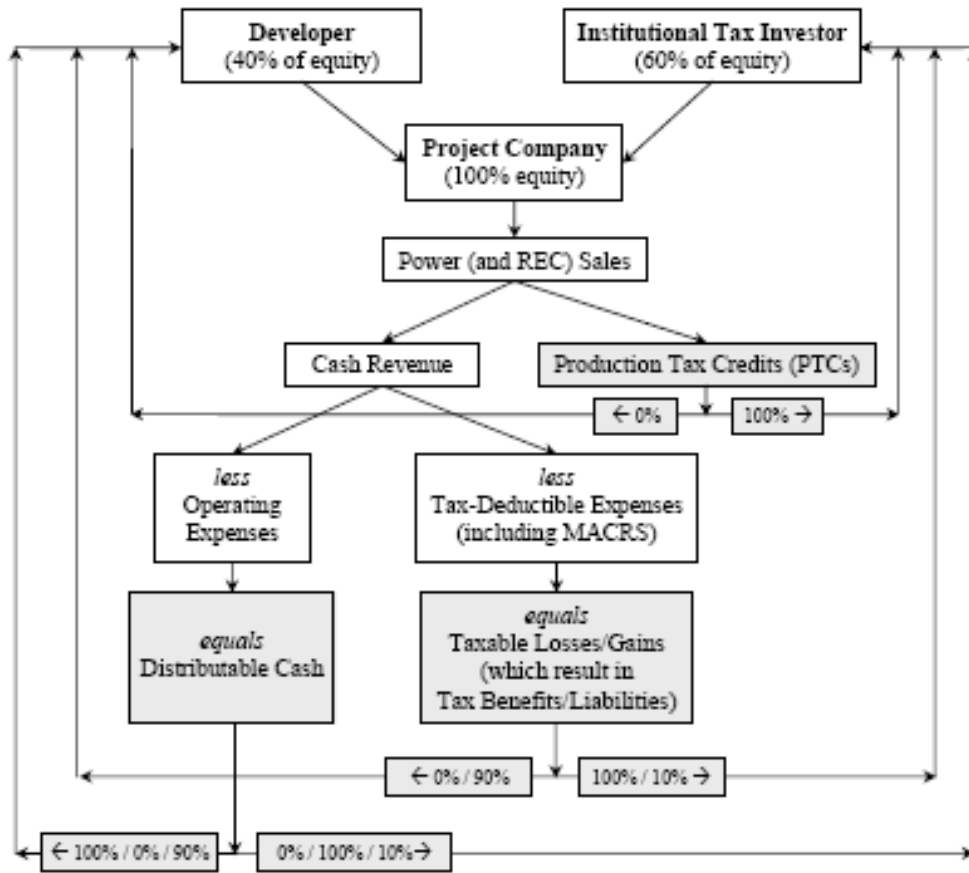 Developer
(40% of equity)
Institutional Tax Investor
(60% of equity)
Project Company
(100% equity)
Power (and REC) Sales
Cash Revenue
Production Tax Credits (PTCs)
← 0%
100% →
less
Operating
Expenses
less
Tax-Deductible Expenses
(including MACRS)
equals
Distributable Cash
equals
Taxable Losses/Gains
(which result in
Tax Benefits/Liabilities)
← 0% / 90%
100% / 10% →
← 100% / 0% / 90%
0% / 100% / 10%→